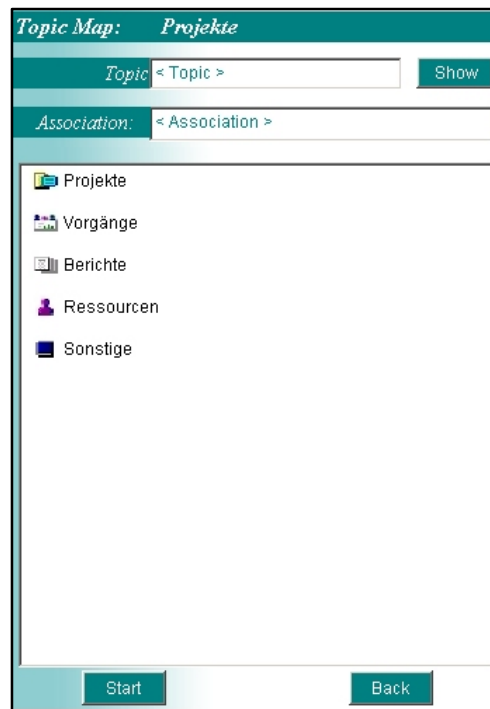 Topic Map: Projekte
Topic < Topic > Show
Association: < Association >
Projekte
Vorgänge
Berichte
Ressourcen
Sonstige
Start Back